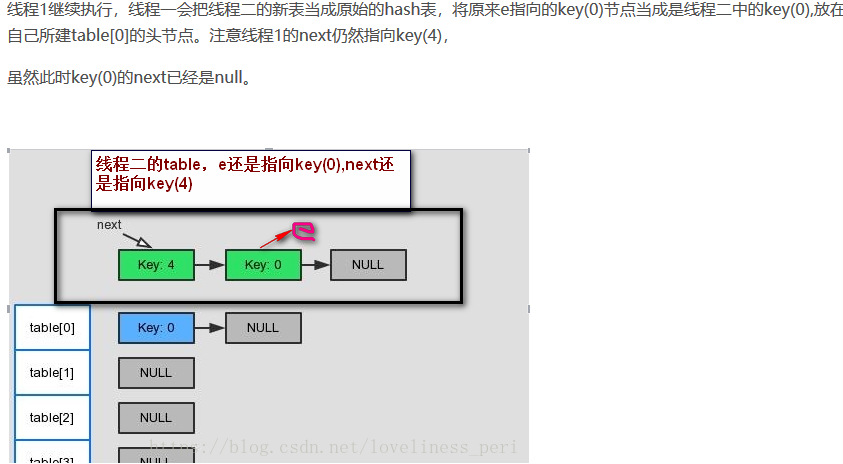 线程1继续执行，线程一会把线程二的新表当成原始的hash表，将原来e指向的key(0)节点当成是线程二中的key(0),放在
自己所建table[0]的头节点。注意线程1的next仍然指向key(4)，
虽然此时key(0)的next已经是null。
线程二的table，e还是指向key(0),next还
是指向key(4)
next
e
Key: 4
Key: 0
NULL
table[0]
Key: 0
NULL
table[1]
NULL
table[2]
NULL
https://blog.csdn.net/loveliness_peri
table[3]
NULL